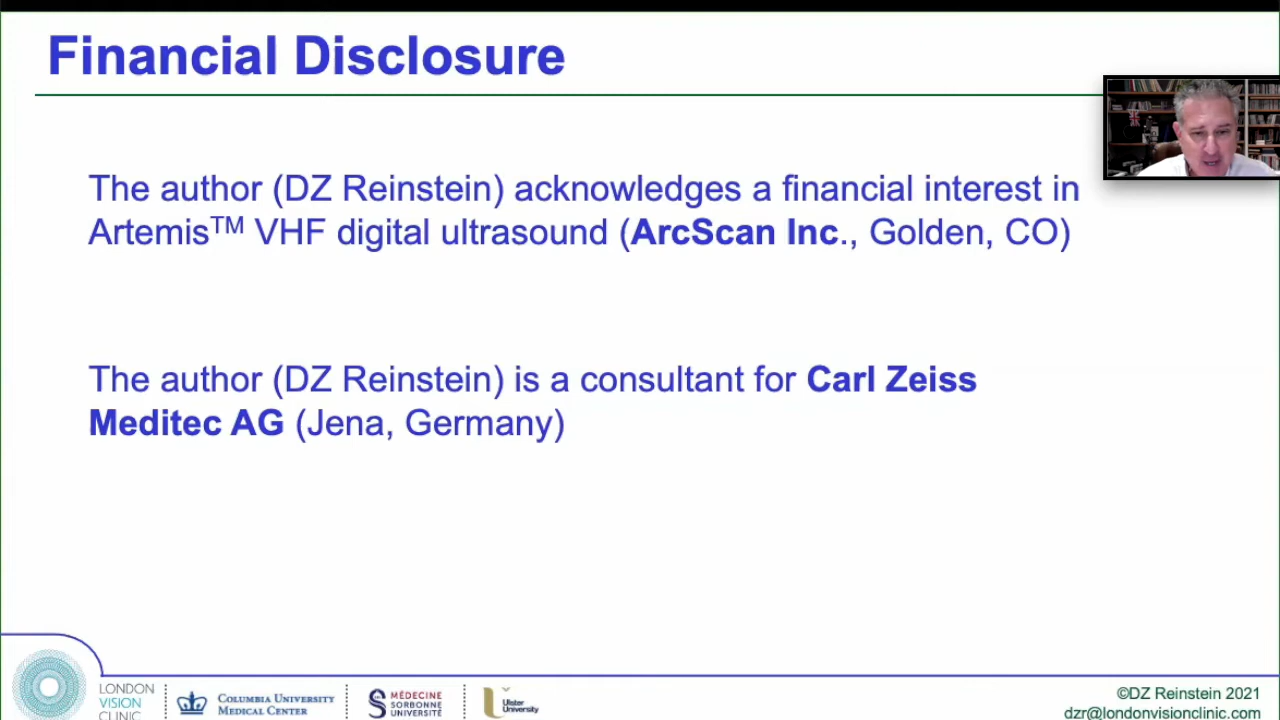 Financial Disclosure
The author (DZ Reinstein) acknowledges a financial interest in
Artemis™ VHF digital ultrasound (ArcScan Inc., Golden, CO)
The author (DZ Reinstein) is a consultant for Carl Zeiss
Meditec AG (Jena, Germany)
LONDON
VISION
CLINIC
COLUMBIA UNIVERSITY
MEDICAL CENTER
MÉDECINE
SORBONNE
UNIVERSITÉ
Ulster
University
©DZ Reinstein 2021
dzr@londonvisionclinic.com